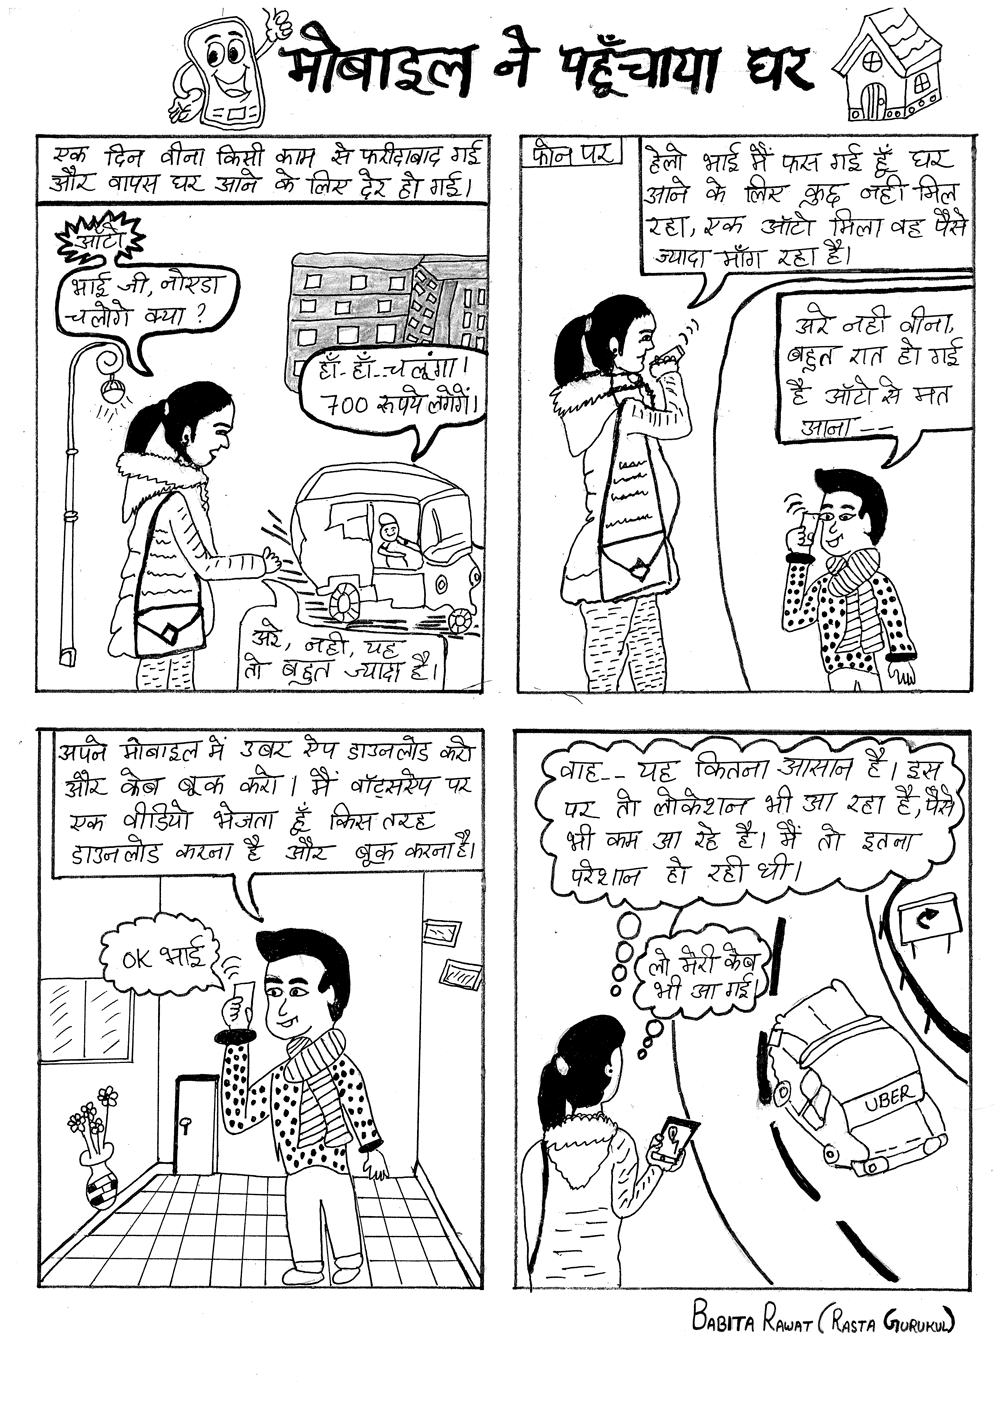 मोबाइल ने पहूँचाया घर
एक दिन वीना किसी काम से फरीदाबाद गई
और वापस घर आने के लिए देर हो गई।
ऑटो
भाई जी, नोएडा
चलोगे क्या ?
हाँ-हाँ--चलूंगा।
700 रूपये लेगेगें।
अरे, नही, यह
तो बहुत ज्यादा है।
फोन पर
हेलो भाई मैं फस गई हूँ घर
आने के लिए कुछ नही मिल
रहा, एक ऑटो मिला वह पैसे
ज्यादा माँग रहा है।
अरे नही वीना,
बहुत रात हो गई
है ऑटो से मत
आना --
अपने मोबाइल में उबर ऐप डाउनलोड करो
और केब बूक करो। मैं वॉट्सएप पर
एक वीडियो भेजता हूँ किस तरह
डाउनलोड करना है और बूक करना है।
OK भाई
वाह-- यह कितना आसान है। इस
पर तो लोकेशन भी आ रहा है, पैसे
भी कम आ रहे है। मैं तो इतना
परेशान हो रही थी।
लो मेरी केब
भी आ गई।
UBER
BABITA RAWAT (RASTA GURUKUL)